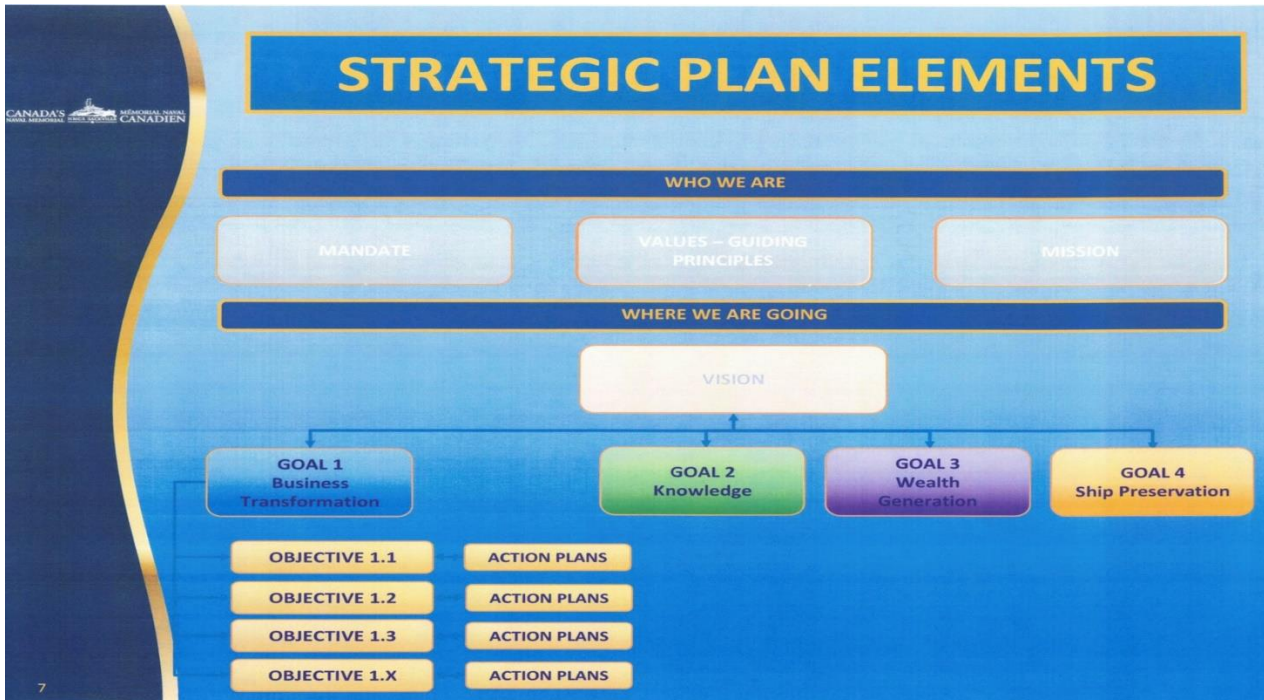 STRATEGIC PLAN ELEMENTS
CANADA'S
NAVAL MEMORIAL
MÉMORIAL NAVAL
CANADIEN
WHO WE ARE
MANDATE
VALUES – GUIDING
PRINCIPLES
MISSION
WHERE WE ARE GOING
VISION
GOAL 1
Business
Transformation
GOAL 2
Knowledge
GOAL 3
Wealth
Generation
GOAL 4
Ship Preservation
OBJECTIVE 1.1
ACTION PLANS
OBJECTIVE 1.2
ACTION PLANS
OBJECTIVE 1.3
ACTION PLANS
OBJECTIVE 1.X
ACTION PLANS
7